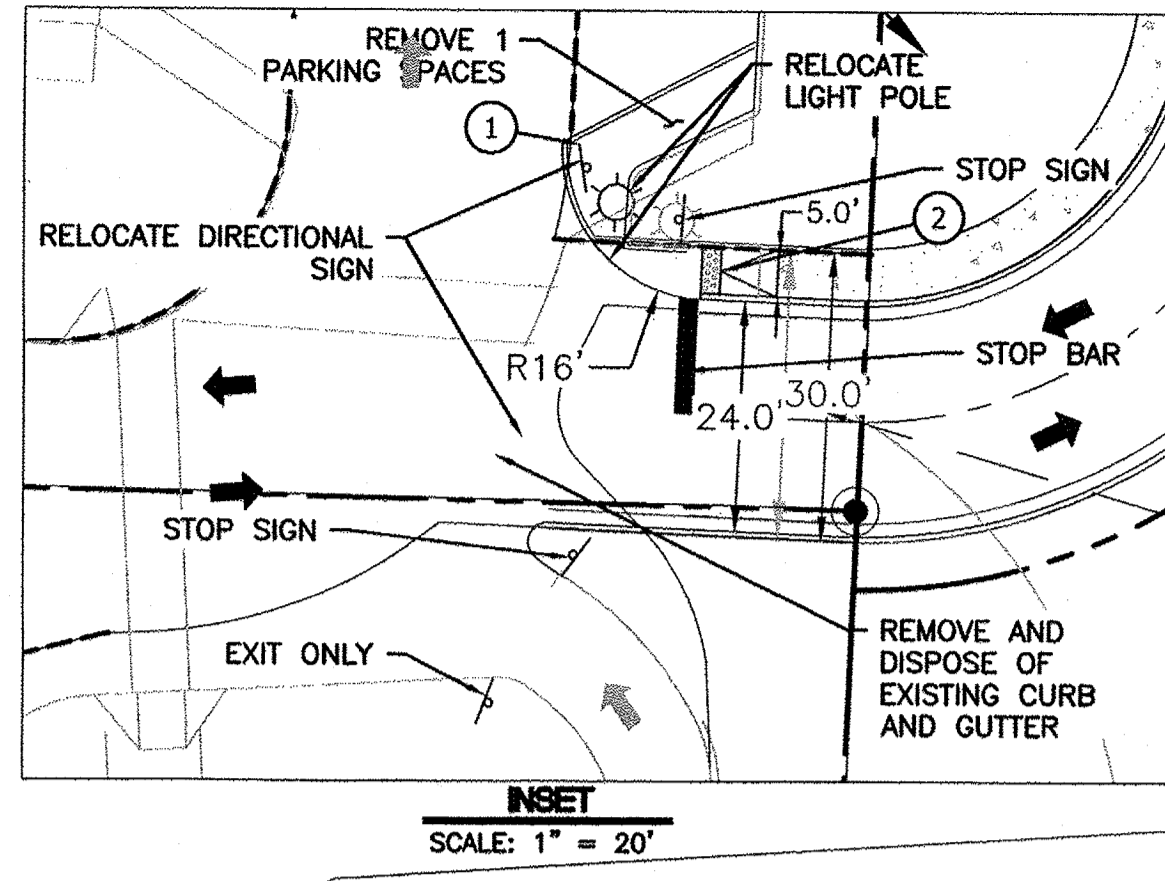 REMOVE 1
PARKING SPACES
RELOCATE
LIGHT POLE
1
STOP SIGN
5.0'
2
RELOCATE DIRECTIONAL
SIGN
R16'
STOP BAR
24.0'
30.0'
STOP SIGN
EXIT ONLY
REMOVE AND
DISPOSE OF
EXISTING CURB
AND GUTTER
INSET
SCALE: 1" = 20'